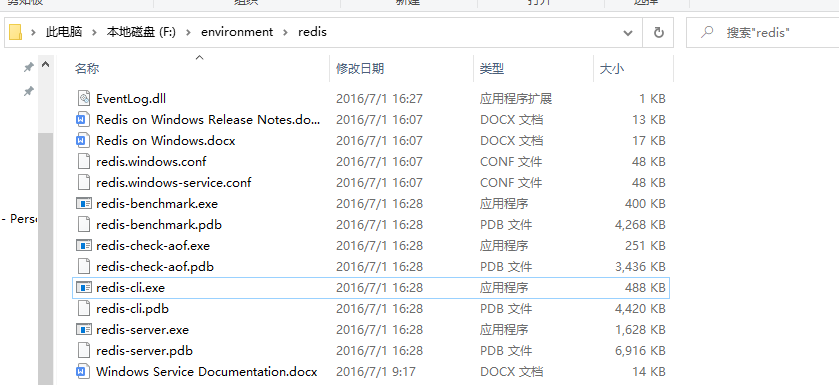 剪贴板 组织 新建 打开 选择
此电脑 > 本地磁盘 (F:) > environment > redis
搜索"redis"
名称 修改日期 类型 大小
EventLog.dll 2016/7/1 16:27 应用程序扩展 1 KB
Redis on Windows Release Notes.do... 2016/7/1 16:07 DOCX 文档 13 KB
Redis on Windows.docx 2016/7/1 16:07 DOCX 文档 17 KB
redis.windows.conf 2016/7/1 16:07 CONF 文件 48 KB
redis.windows-service.conf 2016/7/1 16:07 CONF 文件 48 KB
redis-benchmark.exe 2016/7/1 16:28 应用程序 400 KB
- Perso
redis-benchmark.pdb 2016/7/1 16:28 PDB 文件 4,268 KB
redis-check-aof.exe 2016/7/1 16:28 应用程序 251 KB
redis-check-aof.pdb 2016/7/1 16:28 PDB 文件 3,436 KB
redis-cli.exe 2016/7/1 16:28 应用程序 488 KB
redis-cli.pdb 2016/7/1 16:28 PDB 文件 4,420 KB
redis-server.exe 2016/7/1 16:28 应用程序 1,628 KB
redis-server.pdb 2016/7/1 16:28 PDB 文件 6,916 KB
Windows Service Documentation.docx 2016/7/1 9:17 DOCX 文档 14 KB